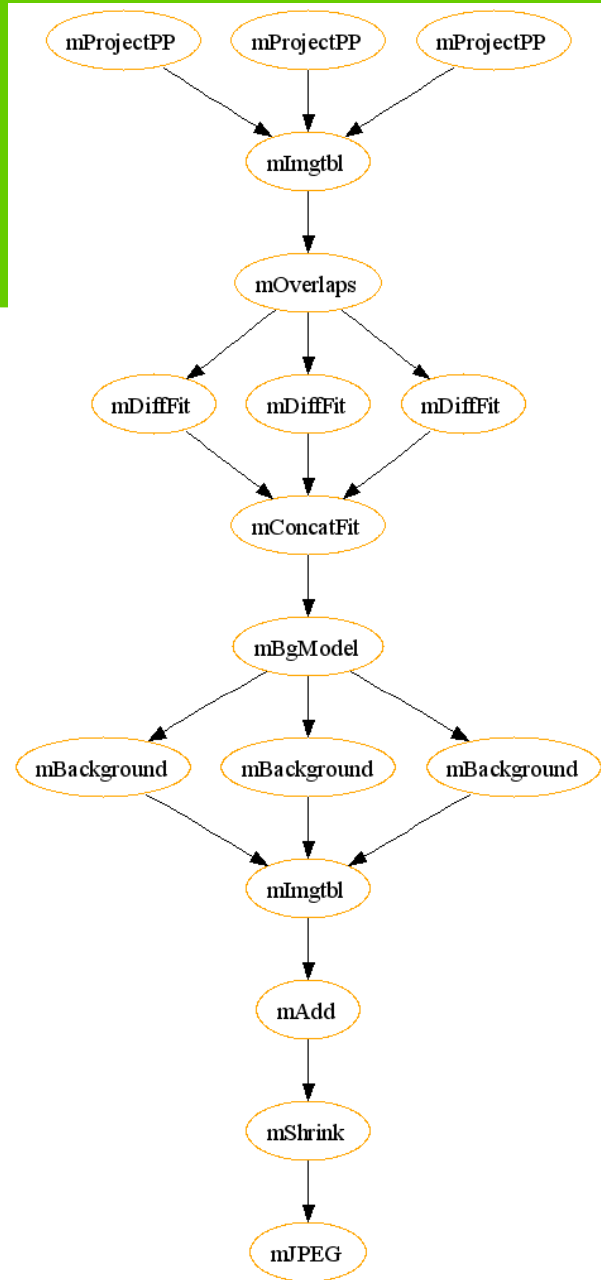 mProjectPP mProjectPP mProjectPP
mImgtbl
mOverlaps
mDiffFit mDiffFit mDiffFit
mConcatFit
mBgModel
mBackground mBackground mBackground
mImgtbl
mAdd
mShrink
mJPEG